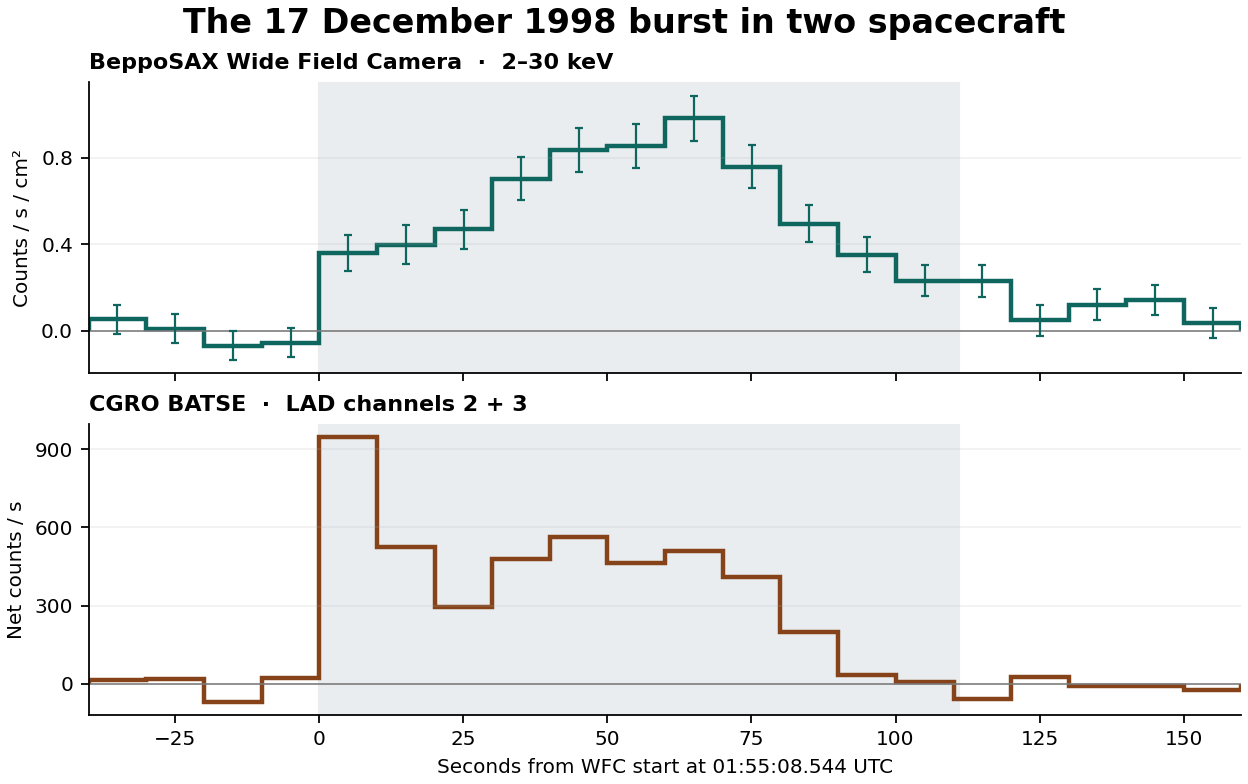 The 17 December 1998 burst in two spacecraft
BeppoSAX Wide Field Camera · 2–30 keV
Counts / s / cm²
0.8
0.4
0.0
CGRO BATSE · LAD channels 2 + 3
Net counts / s
900
600
300
0
−25 0 25 50 75 100 125 150
Seconds from WFC start at 01:55:08.544 UTC